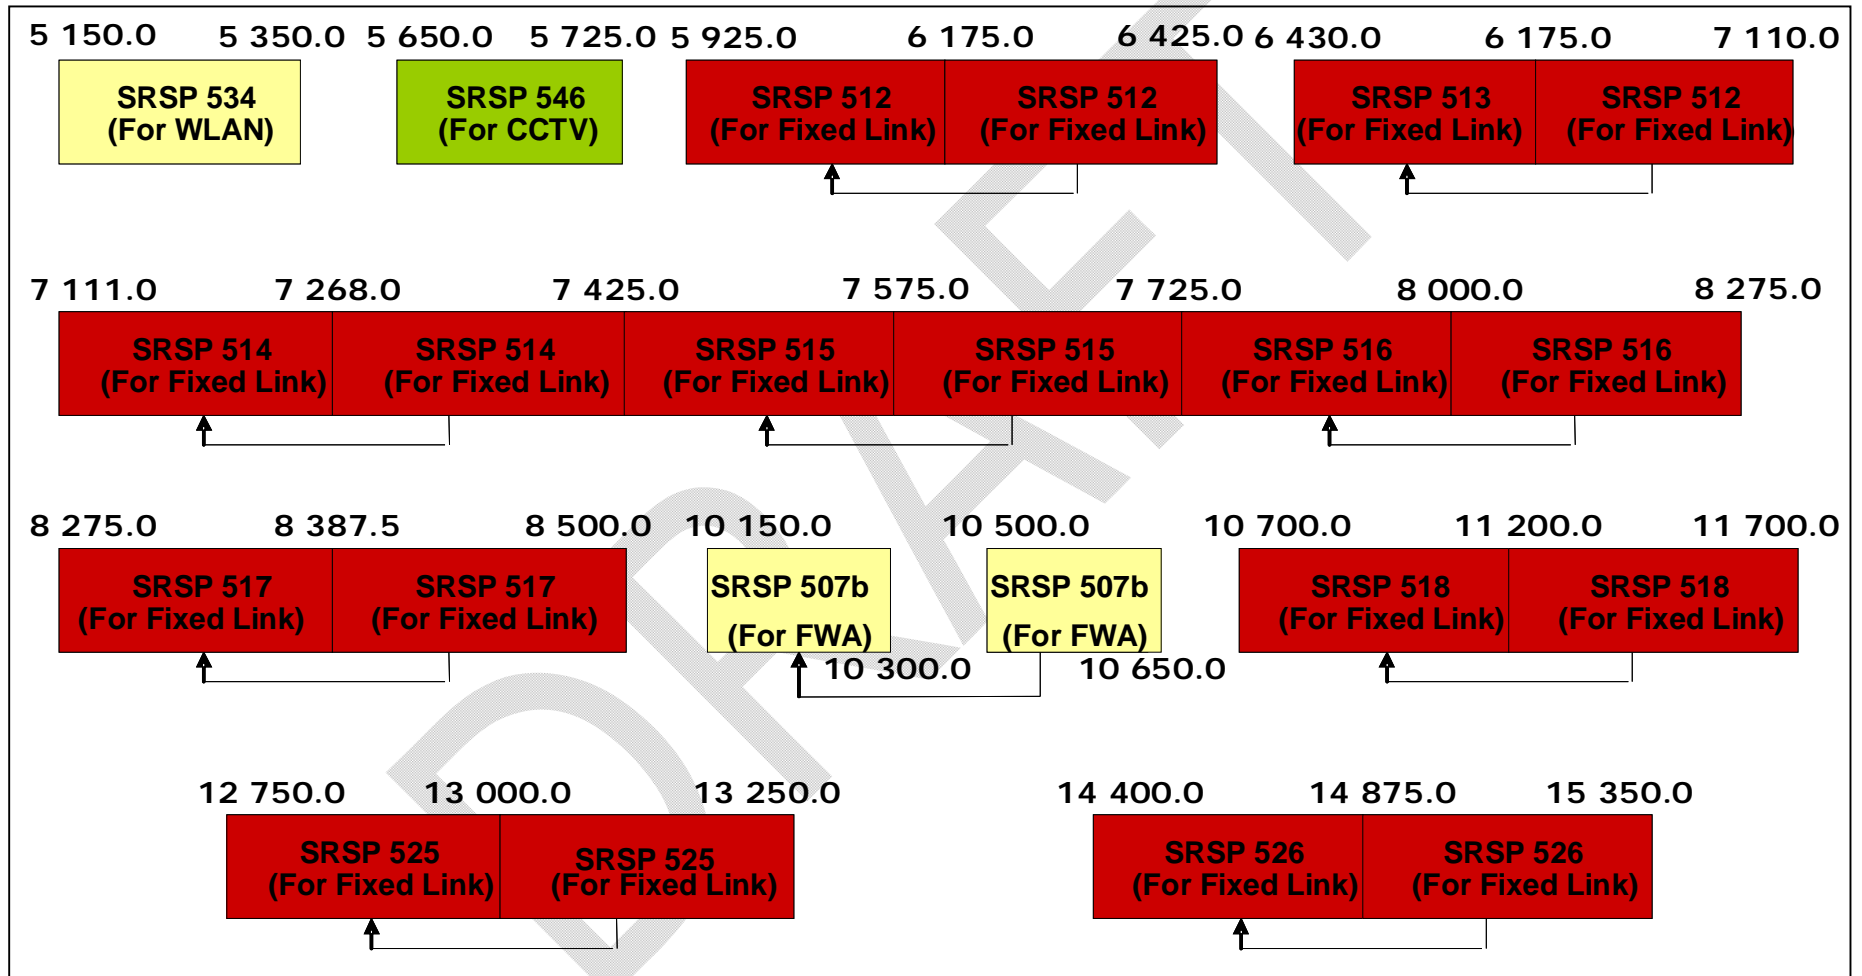 5 150.0 5 350.0 5 650.0 5 725.0 5 925.0 6 175.0 6 425.0 6 430.0 6 175.0 7 110.0
SRSP 534 SRSP 546 SRSP 512 SRSP 512 SRSP 513 SRSP 512
(For WLAN) (For CCTV) (For Fixed Link) (For Fixed Link) (For Fixed Link) (For Fixed Link)
7 111.0 7 268.0 7 425.0 7 575.0 7 725.0 8 000.0 8 275.0
SRSP 514 SRSP 514 SRSP 515 SRSP 515 SRSP 516 SRSP 516
(For Fixed Link) (For Fixed Link) (For Fixed Link) (For Fixed Link) (For Fixed Link) (For Fixed Link)
8 275.0 8 387.5 8 500.0 10 150.0 10 500.0 10 700.0 11 200.0 11 700.0
SRSP 517 SRSP 517 SRSP 507b SRSP 507b SRSP 518 SRSP 518
(For Fixed Link) (For Fixed Link) (For FWA) (For FWA) (For Fixed Link) (For Fixed Link)
10 300.0 10 650.0
12 750.0 13 000.0 13 250.0 14 400.0 14 875.0 15 350.0
SRSP 525 SRSP 525 SRSP 526 SRSP 526
(For Fixed Link) (For Fixed Link) (For Fixed Link) (For Fixed Link)
DRAFT